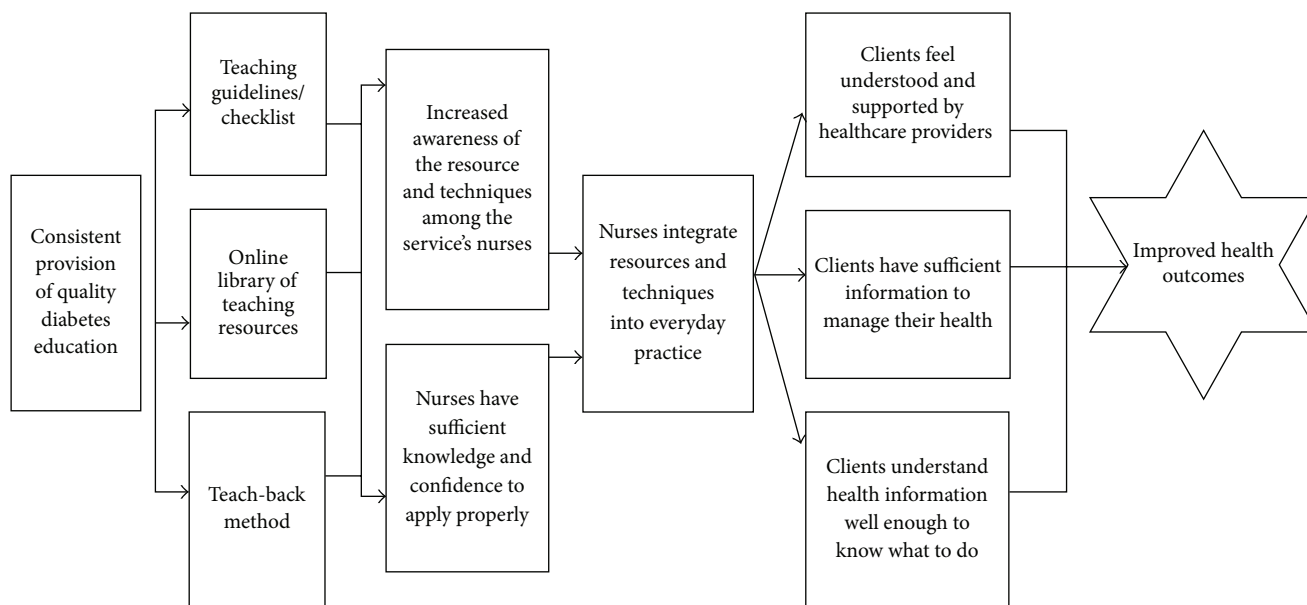 Consistent
provision
of quality
diabetes
education
Teaching
guidelines/
checklist
Online
library of
teaching
resources
Teach-back
method
Increased
awareness of
the resource
and techniques
among the
service’s nurses
Nurses have
sufficient
knowledge and
confidence to
apply properly
Nurses integrate
resources and
techniques
into everyday
practice
Clients feel
understood and
supported by
healthcare providers
Clients have sufficient
information to
manage their health
Clients understand
health information
well enough to
know what to do
Improved health
outcomes